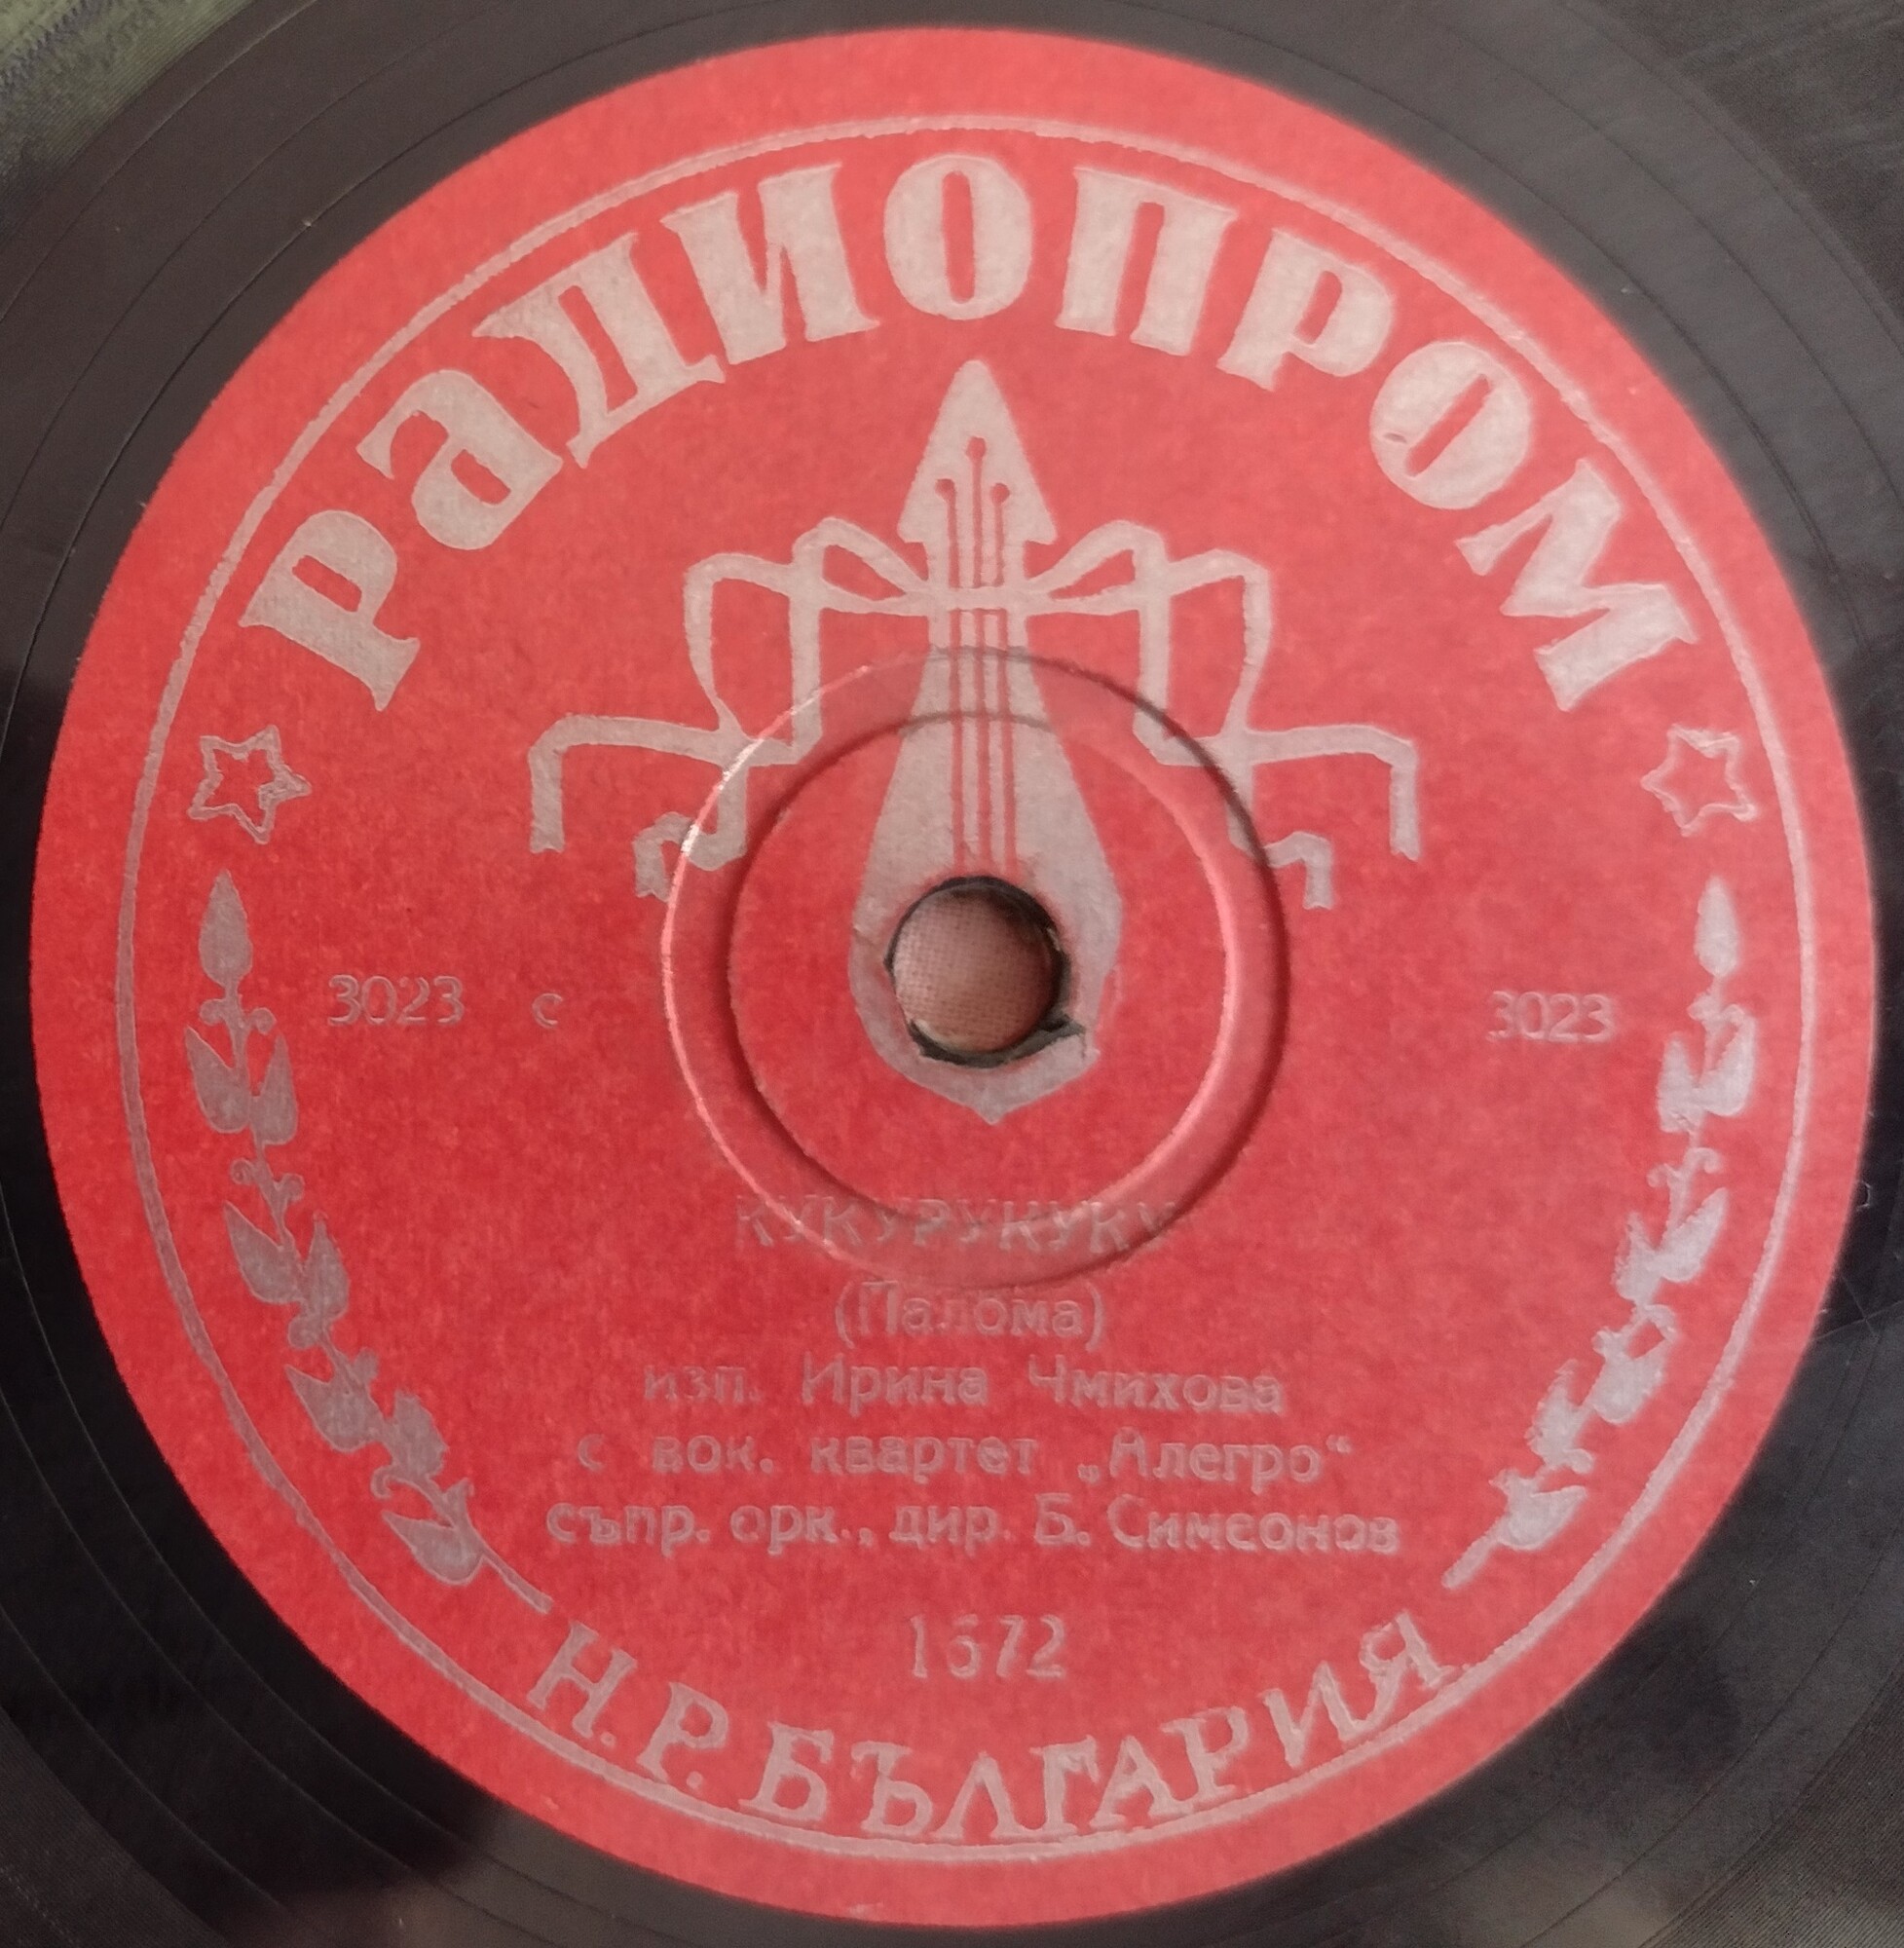 РАДИОПРОМ
3023 с
3023
КУКУРУКУКУ
(Палома)
изп. Ирина Чмихова
с вок. квартет „Алегро“
съпр. орк., дир. Б. Симеонов
1672
Н.Р. БЪЛГАРИЯ